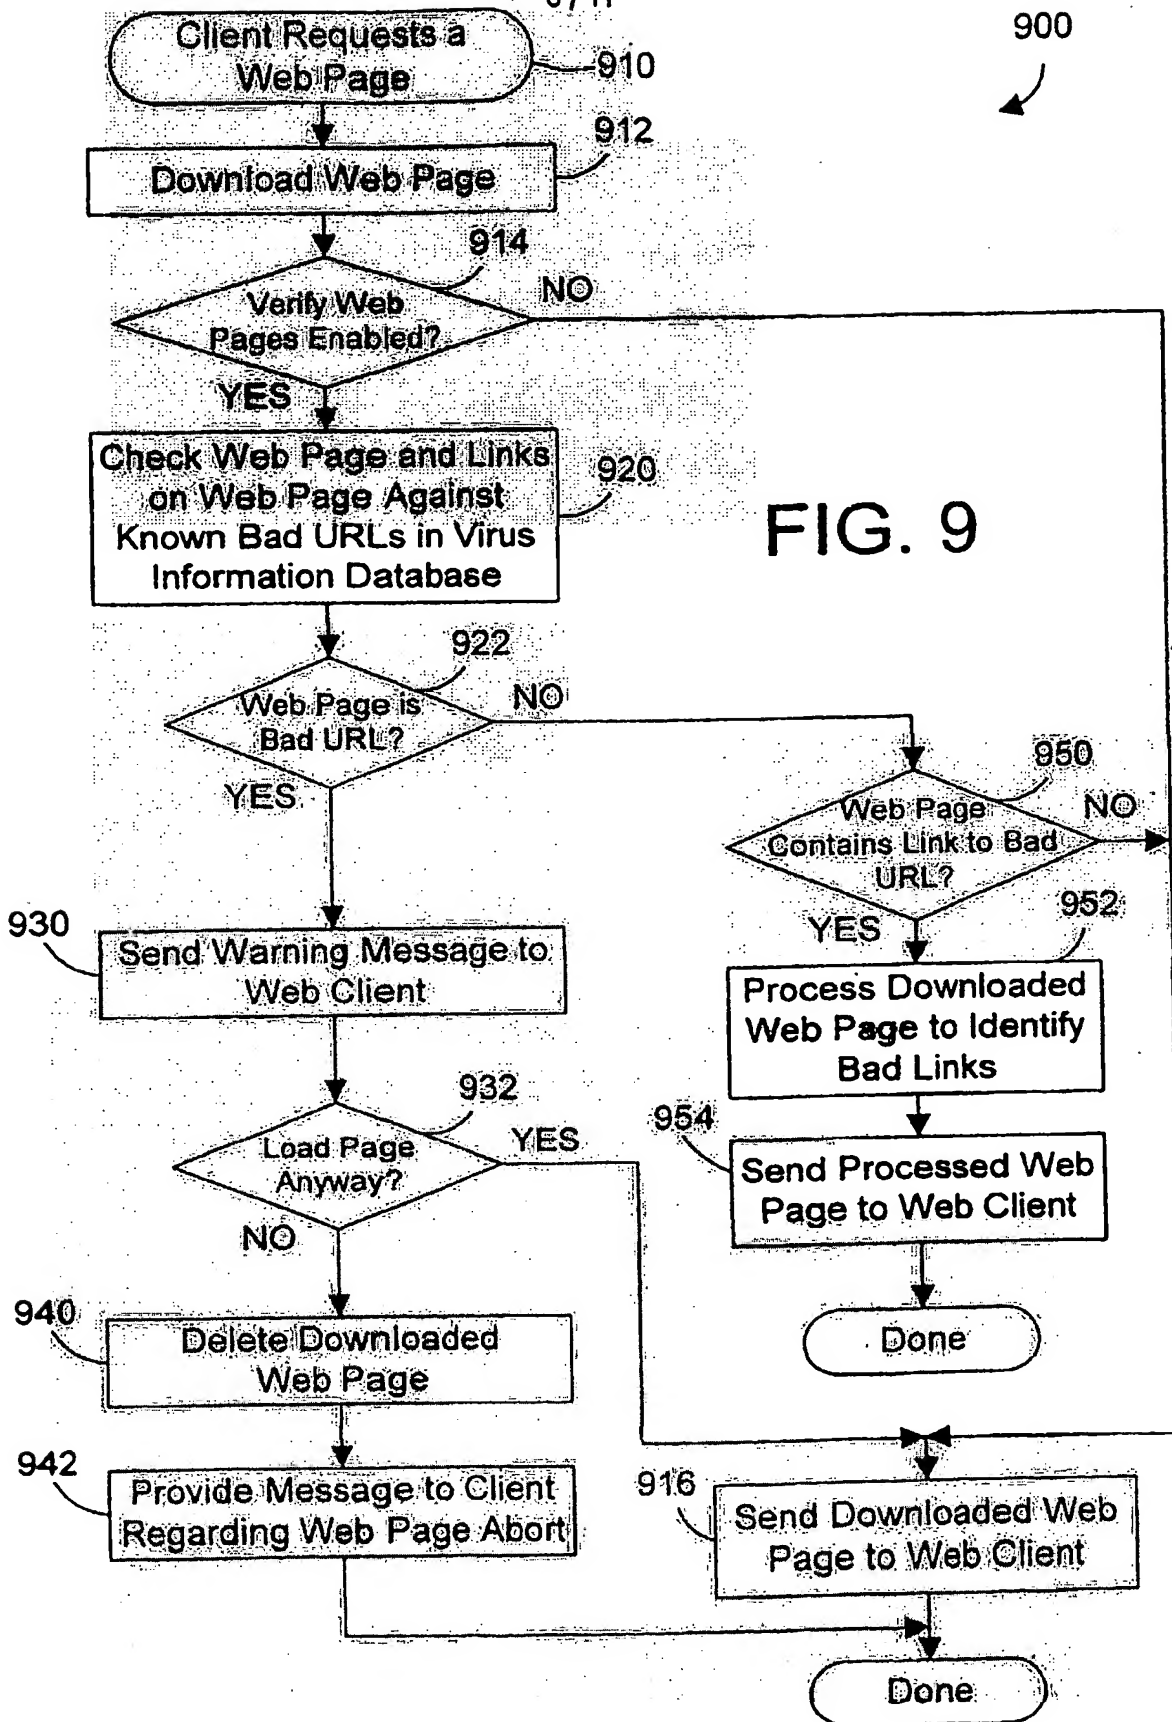 900
Client Requests a
Web Page
910
912
Download Web Page
914
Verify Web
Pages Enabled?
NO
YES
Check Web Page and Links
on Web Page Against
Known Bad URLs in Virus
Information Database
920
FIG. 9
922
Web Page is
Bad URL?
NO
YES
950
Web Page
Contains Link to Bad
URL?
NO
YES
952
930
Send Warning Message to
Web Client
Process Downloaded
Web Page to Identify
Bad Links
932
Load Page
Anyway?
YES
NO
954
Send Processed Web
Page to Web Client
Done
940
Delete Downloaded
Web Page
942
Provide Message to Client
Regarding Web Page Abort
916
Send Downloaded Web
Page to Web Client
Done